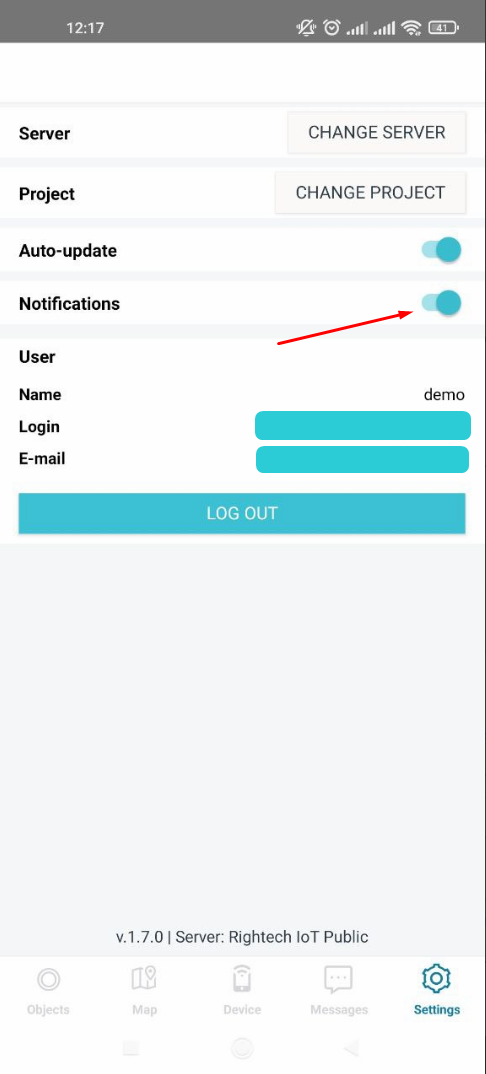 12:17
41
Server
CHANGE SERVER
Project
CHANGE PROJECT
Auto-update
Notifications
User
Name
demo
Login
E-mail
LOG OUT
v.1.7.0 | Server: Rightech IoT Public
Objects
Map
Device
Messages
Settings